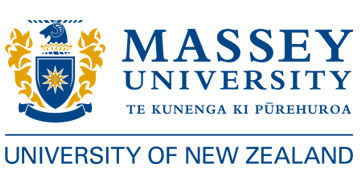 MASSEY
UNIVERSITY
TE KUNENGA KI PŪREHUROA
UNIVERSITY OF NEW ZEALAND